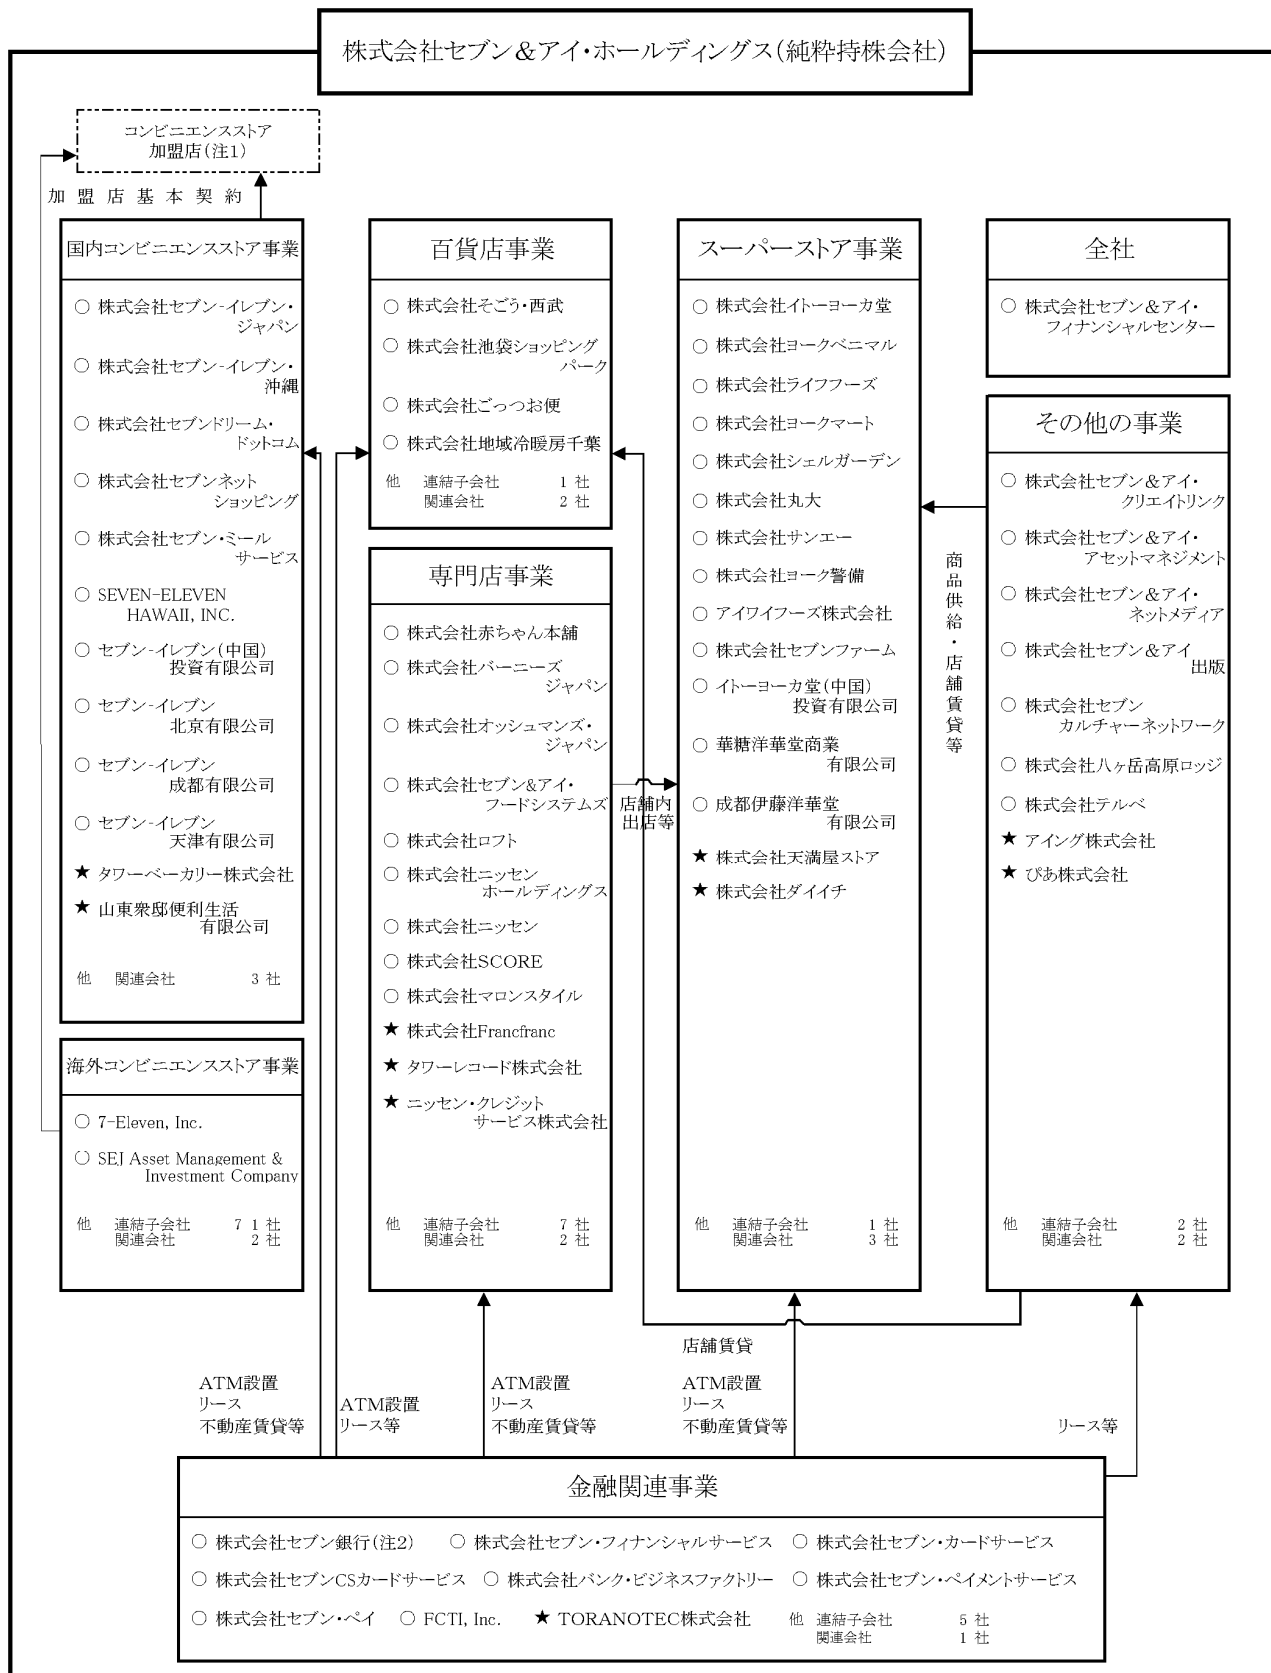 株式会社セブン&アイ・ホールディングス(純粋持株会社)
コンビニエンスストア
加盟店(注1)
加盟店基本契約
国内コンビニエンスストア事業
○ 株式会社セブン-イレブン・
ジャパン
○ 株式会社セブン-イレブン・
沖縄
○ 株式会社セブンドリーム・
ドットコム
○ 株式会社セブンネット
ショッピング
○ 株式会社セブン・ミール
サービス
○ SEVEN-ELEVEN
HAWAII, INC.
○ セブン-イレブン(中国)
投資有限公司
○ セブン-イレブン
北京有限公司
○ セブン-イレブン
成都有限公司
○ セブン-イレブン
天津有限公司
★ タワーベーカリー株式会社
★ 山東衆邸便利生活
有限公司
他 関連会社 3 社
海外コンビニエンスストア事業
○ 7-Eleven, Inc.
○ SEJ Asset Management &
Investment Company
他 連結子会社 7 1 社
関連会社 2 社
百貨店事業
○ 株式会社そごう・西武
○ 株式会社池袋ショッピング
パーク
○ 株式会社ごっつお便
○ 株式会社地域冷暖房千葉
他 連結子会社 1 社
関連会社 2 社
専門店事業
○ 株式会社赤ちゃん本舗
○ 株式会社バーニーズ
ジャパン
○ 株式会社オッシュマンズ・
ジャパン
○ 株式会社セブン&アイ・
フードシステムズ
○ 株式会社ロフト
○ 株式会社ニッセン
ホールディングス
○ 株式会社ニッセン
○ 株式会社SCORE
○ 株式会社マロンスタイル
★ 株式会社Francfranc
★ タワーレコード株式会社
★ ニッセン・クレジット
サービス株式会社
他 連結子会社 7 社
関連会社 2 社
店舗内
出店等
スーパーストア事業
○ 株式会社イトーヨーカ堂
○ 株式会社ヨークベニマル
○ 株式会社ライフフーズ
○ 株式会社ヨークマート
○ 株式会社シェルガーデン
○ 株式会社丸大
○ 株式会社サンエー
○ 株式会社ヨーク警備
○ アイワイフーズ株式会社
○ 株式会社セブンファーム
○ イトーヨーカ堂(中国)
投資有限公司
○ 華糖洋華堂商業
有限公司
○ 成都伊藤洋華堂
有限公司
★ 株式会社天満屋ストア
★ 株式会社ダイイチ
他 連結子会社 1 社
関連会社 3 社
商品供給・店舗賃貸等
全社
○ 株式会社セブン&アイ・
フィナンシャルセンター
その他の事業
○ 株式会社セブン&アイ・
クリエイトリンク
○ 株式会社セブン&アイ・
アセットマネジメント
○ 株式会社セブン&アイ・
ネットメディア
○ 株式会社セブン&アイ
出版
○ 株式会社セブン
カルチャーネットワーク
○ 株式会社八ヶ岳高原ロッジ
○ 株式会社テルベ
★ アイング株式会社
★ ぴあ株式会社
他 連結子会社 2 社
関連会社 2 社
店舗賃貸
ATM設置
リース
不動産賃貸等
ATM設置
リース等
ATM設置
リース
不動産賃貸等
ATM設置
リース
不動産賃貸等
リース等
金融関連事業
○ 株式会社セブン銀行(注2) ○ 株式会社セブン・フィナンシャルサービス ○ 株式会社セブン・カードサービス
○ 株式会社セブンCSカードサービス ○ 株式会社バンク・ビジネスファクトリー ○ 株式会社セブン・ペイメントサービス
○ 株式会社セブン・ペイ ○ FCTI, Inc. ★ TORANOTEC株式会社 他 連結子会社 5 社
関連会社 1 社